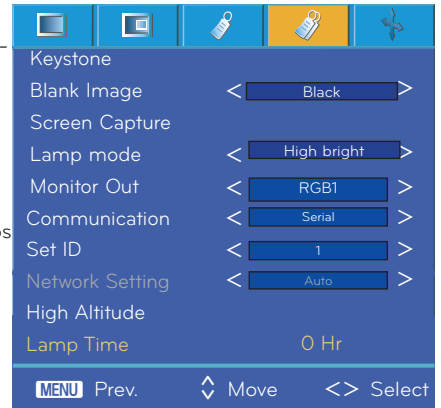 Keystone
Blank Image < Black >
Screen Capture
Lamp mode < High bright >
Monitor Out < RGB1 >
Communication < Serial >
os
Set ID < 1 >
Network Setting < Auto >
High Altitude
Lamp Time 0 Hr
MENU Prev. Move <> Select